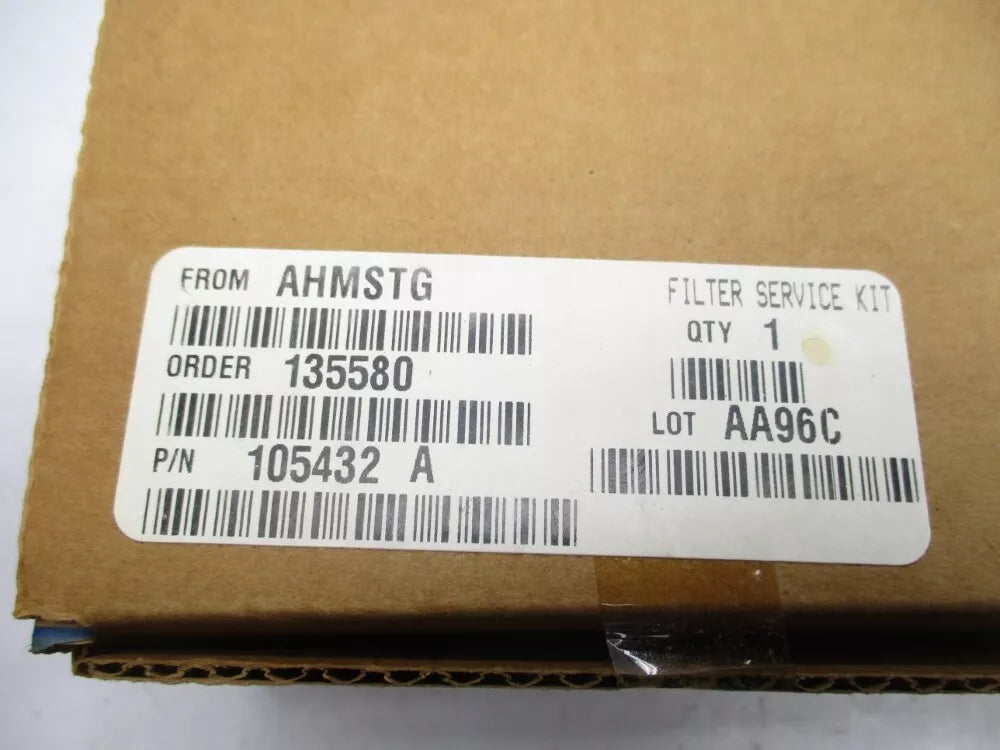 FROM AHMSTG
ORDER 135580
P/N 105432 A
FILTER SERVICE KIT
QTY 1
LOT AA96C